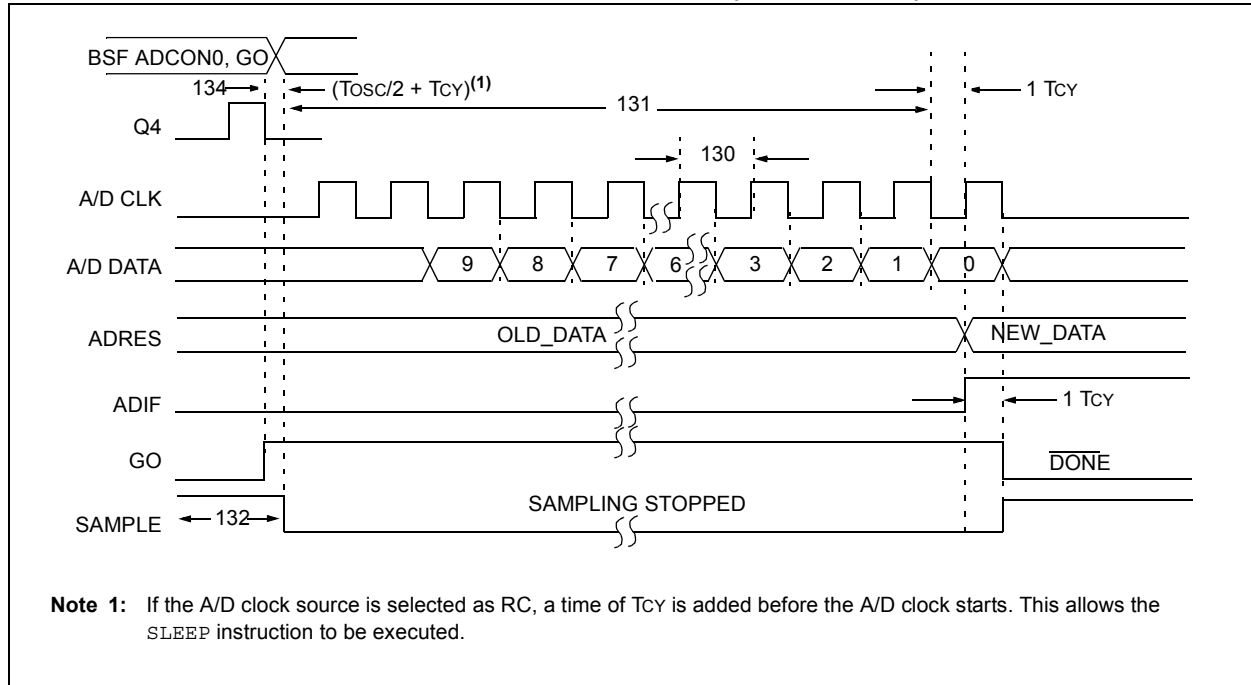 BSF ADCON0, GO
134
(TOSC/2 + TCY)(1)
131
1 TCY
Q4
130
A/D CLK
A/D DATA
9 8 7 6 3 2 1 0
ADRES
OLD_DATA
NEW_DATA
ADIF
1 TCY
GO
DONE
SAMPLE
132
SAMPLING STOPPED
Note 1: If the A/D clock source is selected as RC, a time of TCY is added before the A/D clock starts. This allows the
SLEEP instruction to be executed.